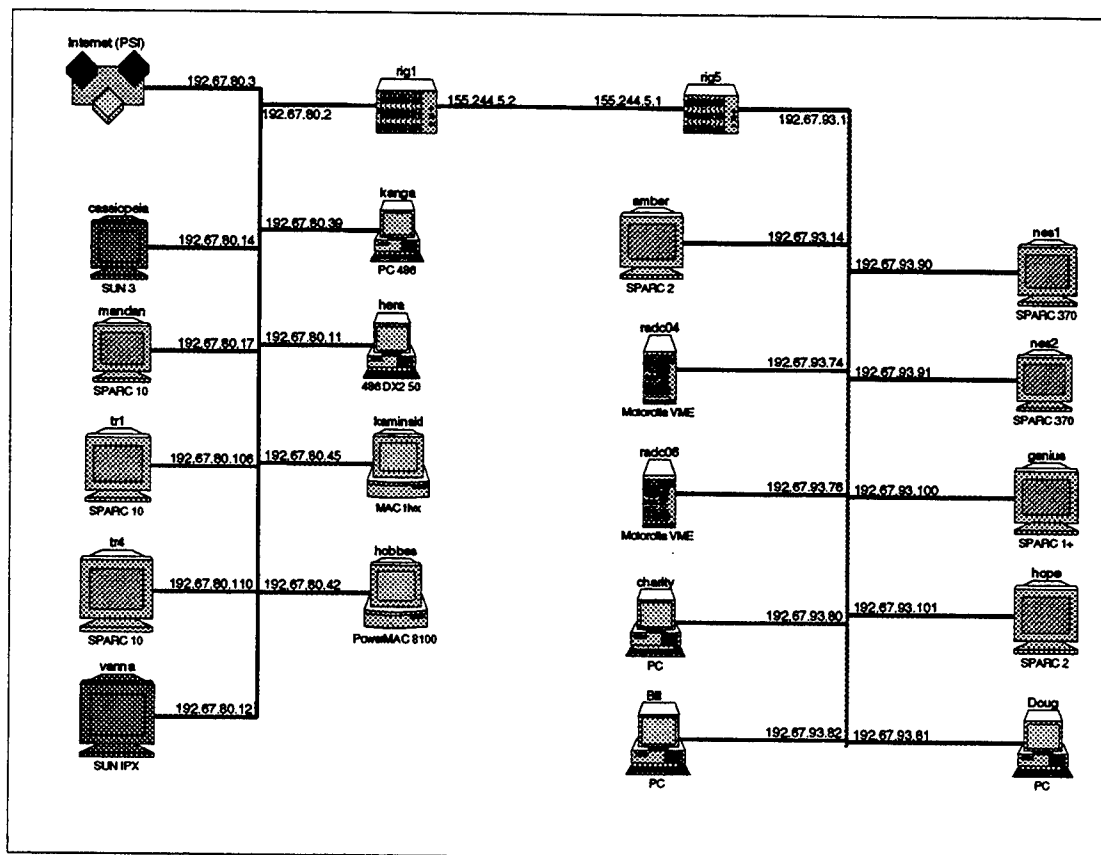 Internet (PSI)
192.67.80.3
rig1
192.67.80.2
155.244.5.2
155.244.5.1
rig5
192.67.93.1
cassiopeia
192.67.80.14
SUN 3
192.67.80.39
kanga
PC 486
amber
192.67.93.14
SPARC 2
192.67.93.90
nes1
SPARC 370
mandan
192.67.80.17
SPARC 10
192.67.80.11
hera
486 DX2 50
radc04
192.67.93.74
Motorolla VME
192.67.93.91
nes2
SPARC 370
tr1
192.67.80.106
SPARC 10
192.67.80.45
kaminski
radc06
192.67.93.76
Motorolla VME
192.67.93.100
genius
SPARC 1+
tr4
192.67.80.110
SPARC 10
192.67.80.42
hobbes
PowerMAC 8100
charity
192.67.93.80
PC
192.67.93.101
hope
SPARC 2
vanna
192.67.80.12
SUN IPX
Bill
192.67.93.82
PC
192.67.93.81
Doug
PC